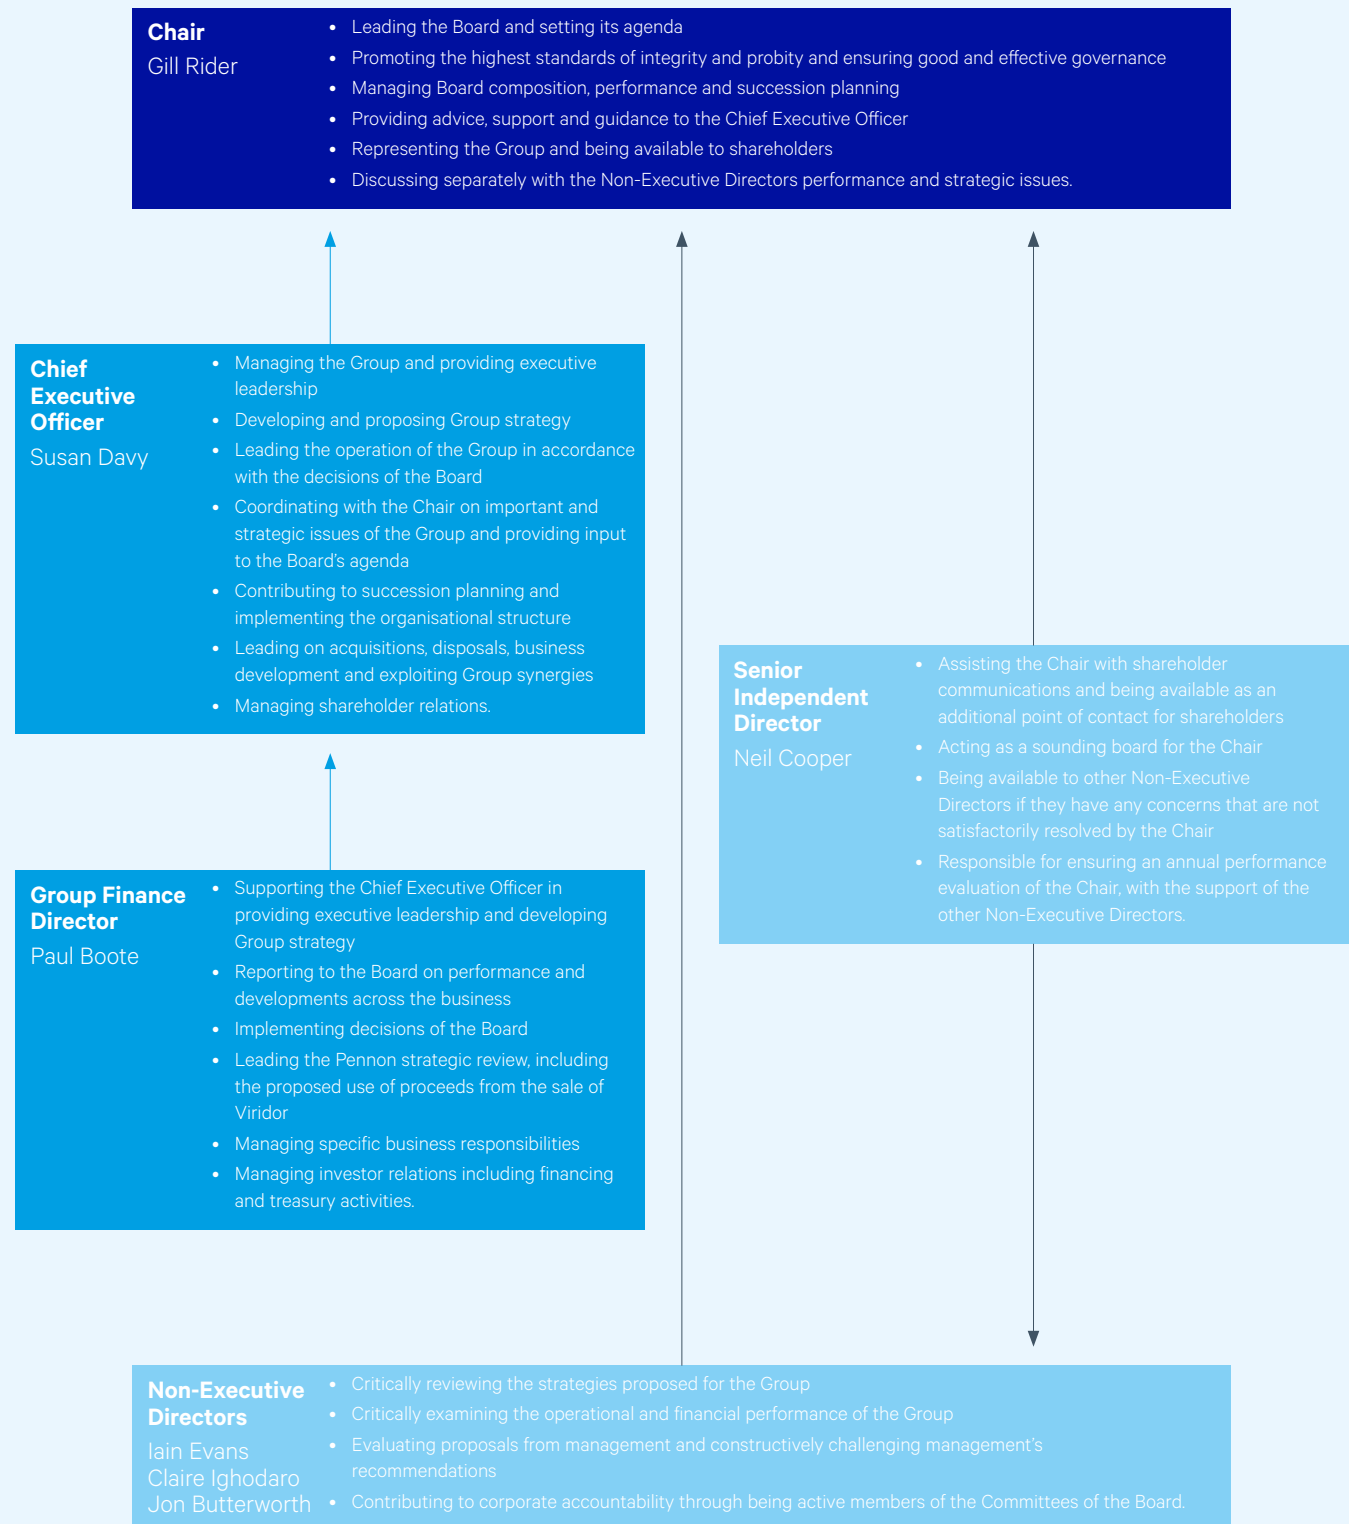 Chair
Gill Rider
• Leading the Board and setting its agenda
• Promoting the highest standards of integrity and probity and ensuring good and effective governance
• Managing Board composition, performance and succession planning
• Providing advice, support and guidance to the Chief Executive Officer
• Representing the Group and being available to shareholders
• Discussing separately with the Non-Executive Directors performance and strategic issues.
Chief
Executive
Officer
Susan Davy
• Managing the Group and providing executive
leadership
• Developing and proposing Group strategy
• Leading the operation of the Group in accordance
with the decisions of the Board
• Coordinating with the Chair on important and
strategic issues of the Group and providing input
to the Board's agenda
• Contributing to succession planning and
implementing the organisational structure
• Leading on acquisitions, disposals, business
development and exploiting Group synergies
• Managing shareholder relations.
Senior
Independent
Director
Neil Cooper
• Assisting the Chair with shareholder
communications and being available as an
additional point of contact for shareholders
• Acting as a sounding board for the Chair
• Being available to other Non-Executive
Directors if they have any concerns that are not
satisfactorily resolved by the Chair
• Responsible for ensuring an annual performance
evaluation of the Chair, with the support of the
other Non-Executive Directors.
Group Finance
Director
Paul Boote
• Supporting the Chief Executive Officer in
providing executive leadership and developing
Group strategy
• Reporting to the Board on performance and
developments across the business
• Implementing decisions of the Board
• Leading the Pennon strategic review, including
the proposed use of proceeds from the sale of
Viridor
• Managing specific business responsibilities
• Managing investor relations including financing
and treasury activities.
Non-Executive
Directors
Iain Evans
Claire Ighodaro
Jon Butterworth
• Critically reviewing the strategies proposed for the Group
• Critically examining the operational and financial performance of the Group
• Evaluating proposals from management and constructively challenging management's
recommendations
• Contributing to corporate accountability through being active members of the Committees of the Board.